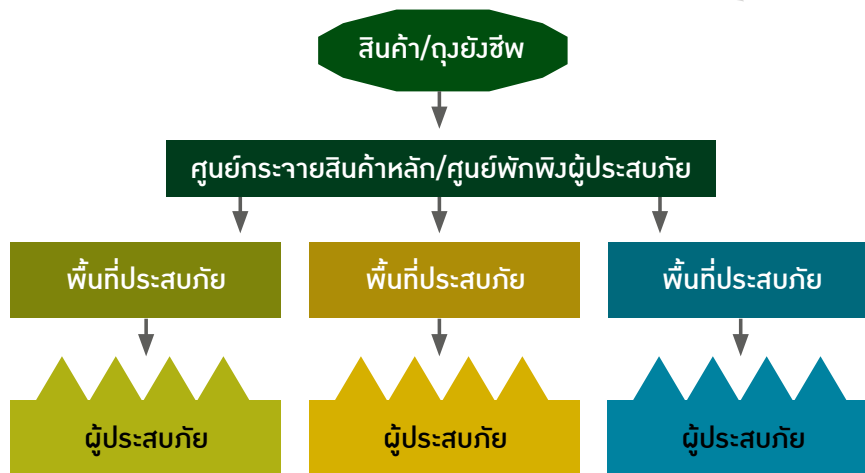 สินค้า/ถุงยังชีพ
ศูนย์กระจายสินค้าหลัก/ศูนย์พักพิงผู้ประสบภัย
พื้นที่ประสบภัย
พื้นที่ประสบภัย
พื้นที่ประสบภัย
ผู้ประสบภัย
ผู้ประสบภัย
ผู้ประสบภัย